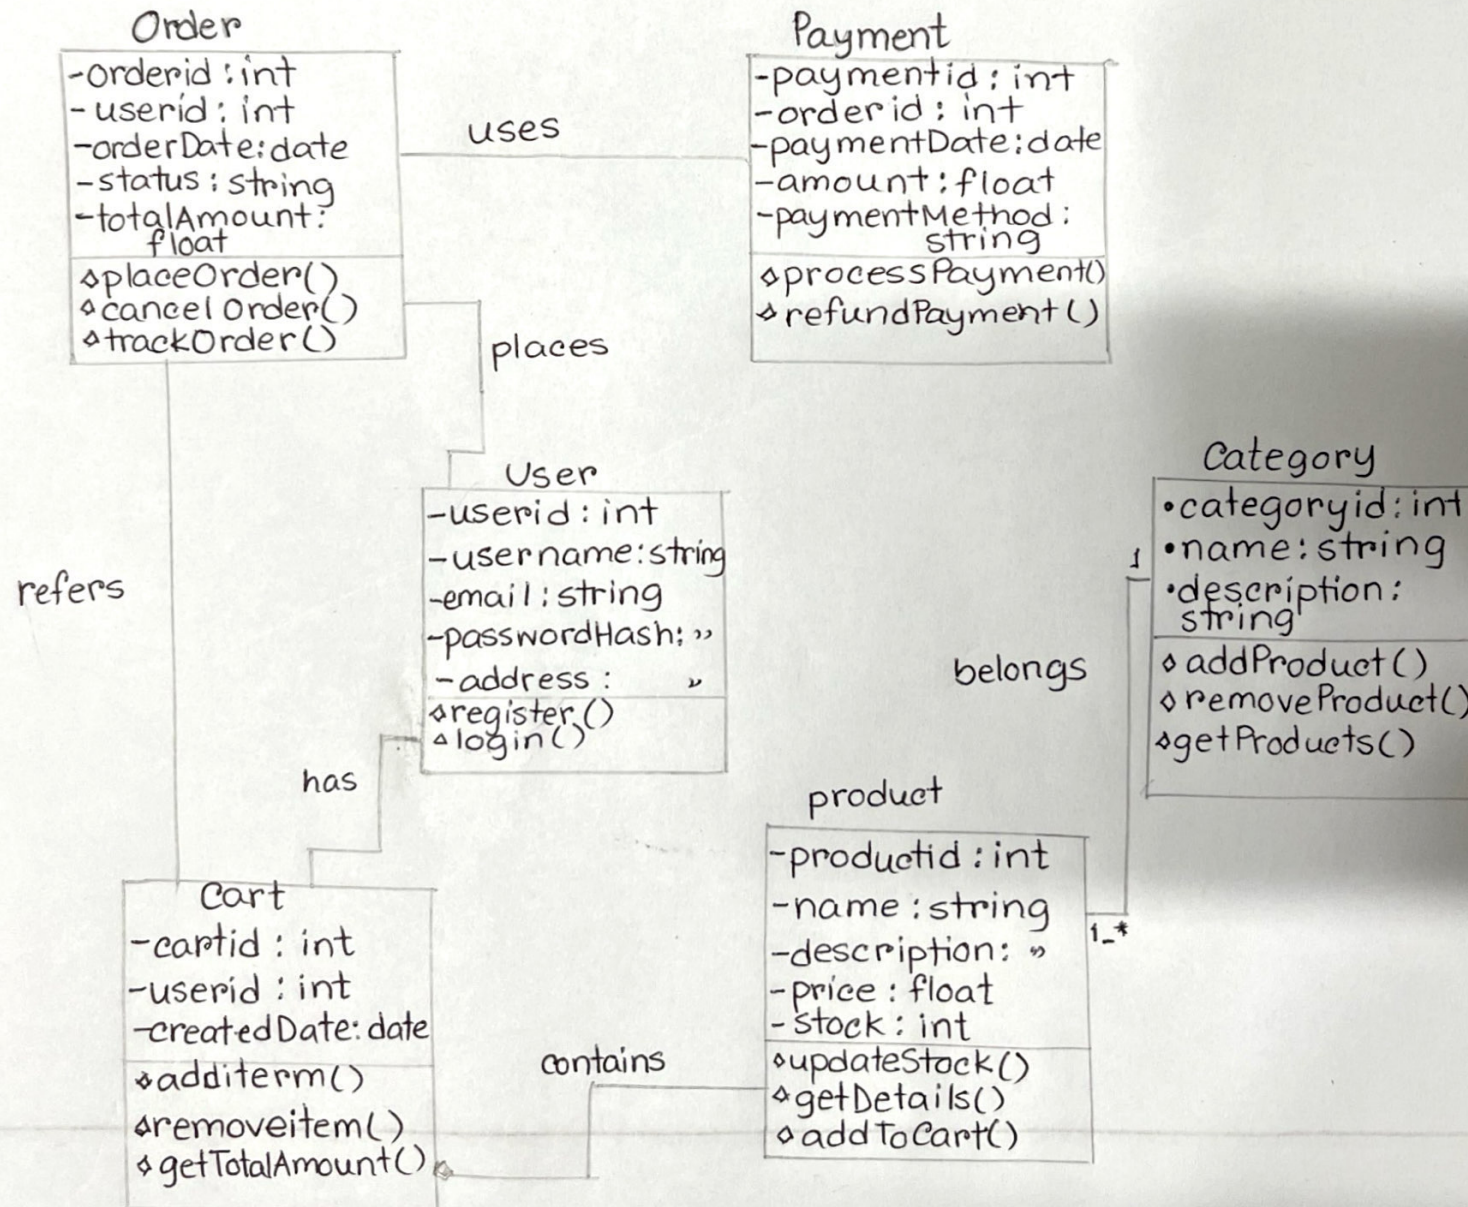 Order
-orderid : int
- userid : int
-orderDate: date
-status : string
-totalAmount:
float
placeOrder()
cancelOrder()
trackOrder()
uses
Payment
-paymentid : int
-orderid : int
-paymentDate: date
-amount : float
-paymentMethod :
string
processPayment()
refundPayment()
places
User
-userid : int
-username: string
-email : string
-passwordHash: ”
-address : ”
register()
login()
refers
has
Category
•categoryid: int
•name: string
•description:
string
addProduct()
removeProduct()
getProducts()
1
belongs
1_*
product
-productid : int
-name : string
-description: ”
-price : float
-stock : int
updateStock()
getDetails()
addToCart()
contains
Cart
-cartid : int
-userid : int
-createdDate: date
additerm()
removeitem()
getTotalAmount()